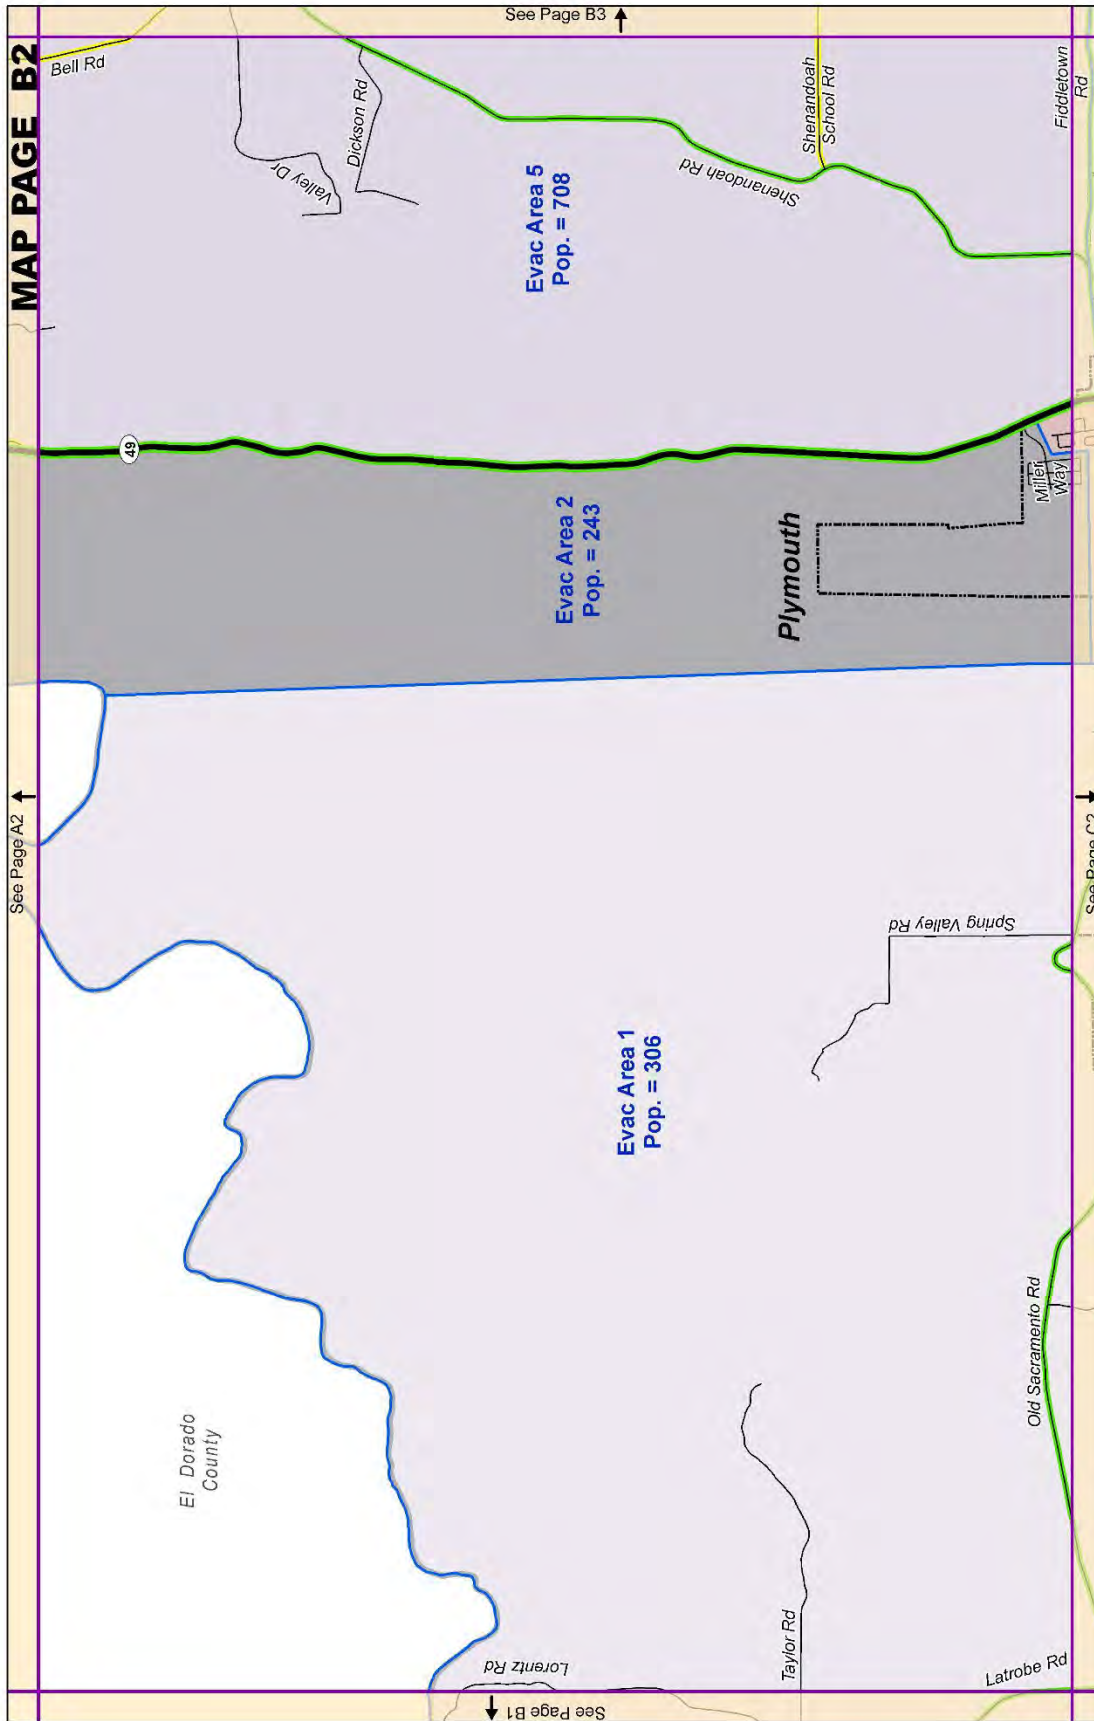 MAP PAGE B2
See Page B3
Bell Rd
Dickson Rd
Valley Dr
Shenandoah
School Rd
Fiddletown
Rd
Shenandoah Rd
Evac Area 5
Pop. = 708
49
Evac Area 2
Pop. = 243
Plymouth
Miller
Way
See Page A2
See Page C2
Spring Valley Rd
Evac Area 1
Pop. = 306
El Dorado
County
Old Sacramento Rd
Taylor Rd
Lorentz Rd
Latrobe Rd
See Page B1